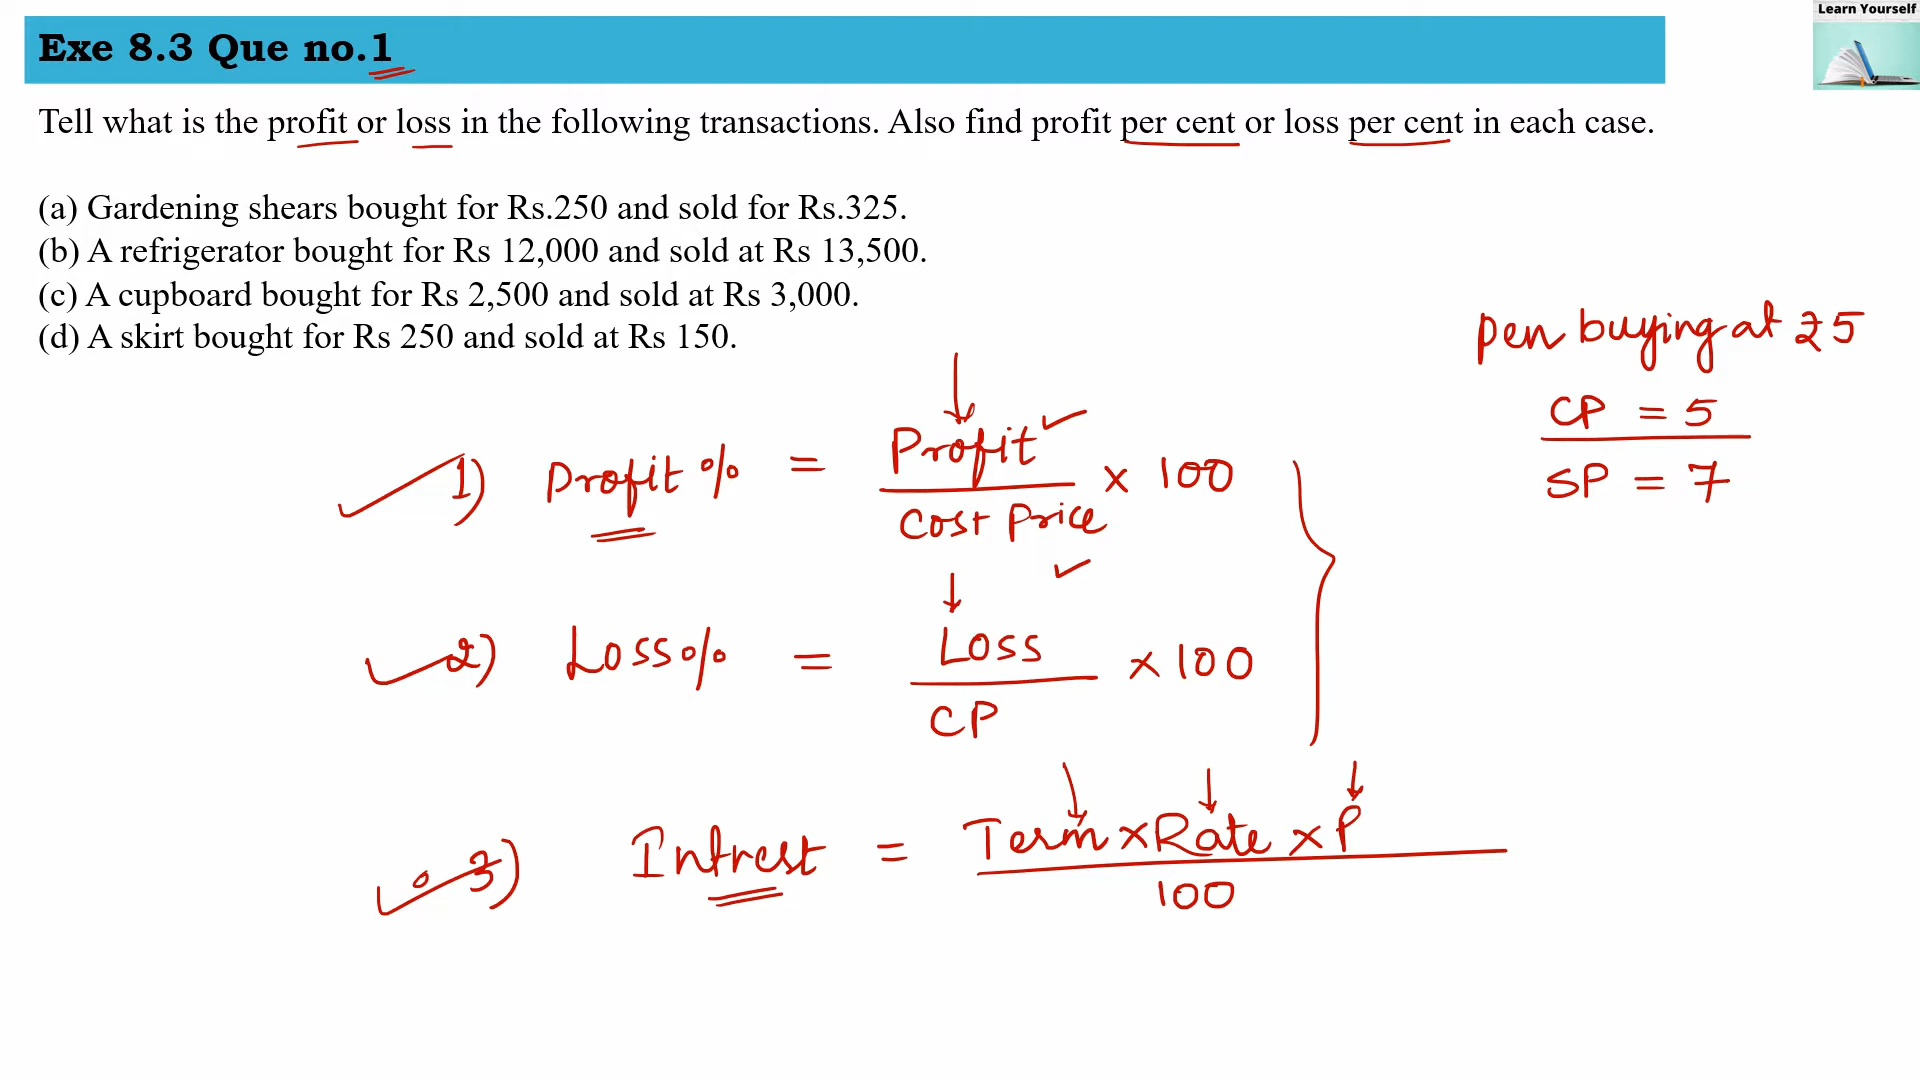 Learn Yourself
Exe 8.3 Que no.1
Tell what is the profit or loss in the following transactions. Also find profit per cent or loss per cent in each case.
(a) Gardening shears bought for Rs.250 and sold for Rs.325.
(b) A refrigerator bought for Rs 12,000 and sold at Rs 13,500.
(c) A cupboard bought for Rs 2,500 and sold at Rs 3,000.
(d) A skirt bought for Rs 250 and sold at Rs 150.
Pen buying at ₹5
CP = 5
SP = 7
1) Profit % = Profit × 100
Cost Price
2) Loss% = Loss × 100
CP
3) Intrest = Term × Rate × P
100